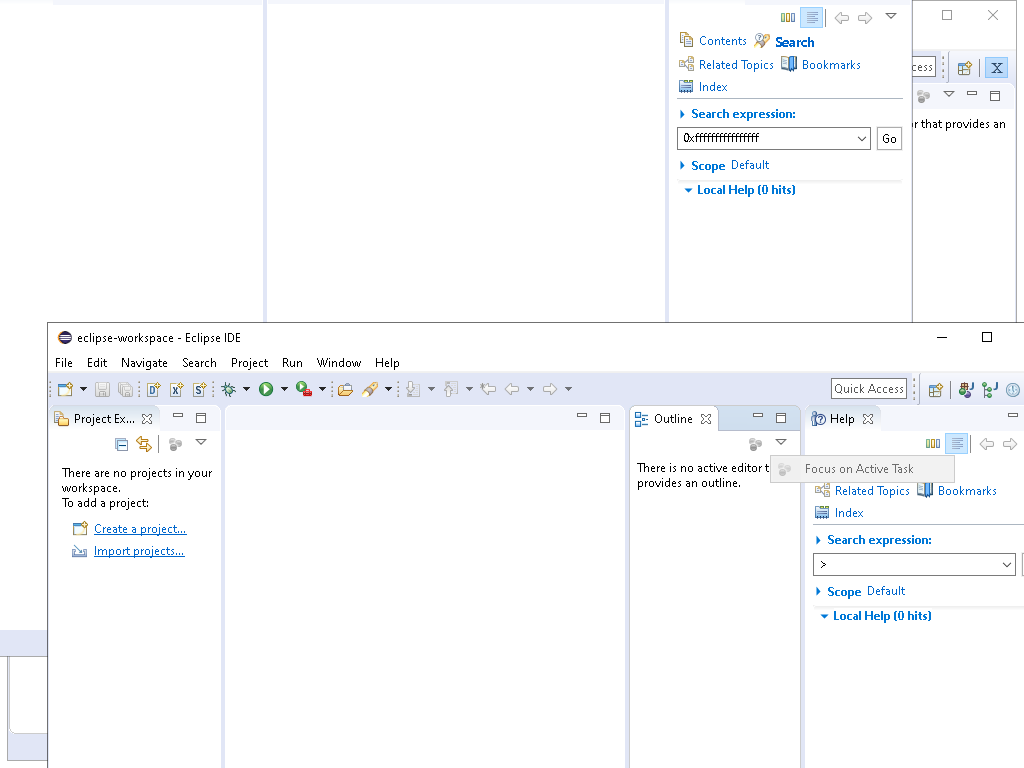 Contents Search
Related Topics Bookmarks
Index
Search expression:
0xffffffffffffffff Go
Scope Default
Local Help (0 hits)
cess X
r that provides an
eclipse-workspace - Eclipse IDE
File Edit Navigate Search Project Run Window Help
Quick Access
Project Ex...
There are no projects in your
workspace.
To add a project:
Create a project...
Import projects...
Outline
There is no active editor t
provides an outline.
Focus on Active Task
Help
Related Topics Bookmarks
Index
Search expression:
>
Scope Default
Local Help (0 hits)